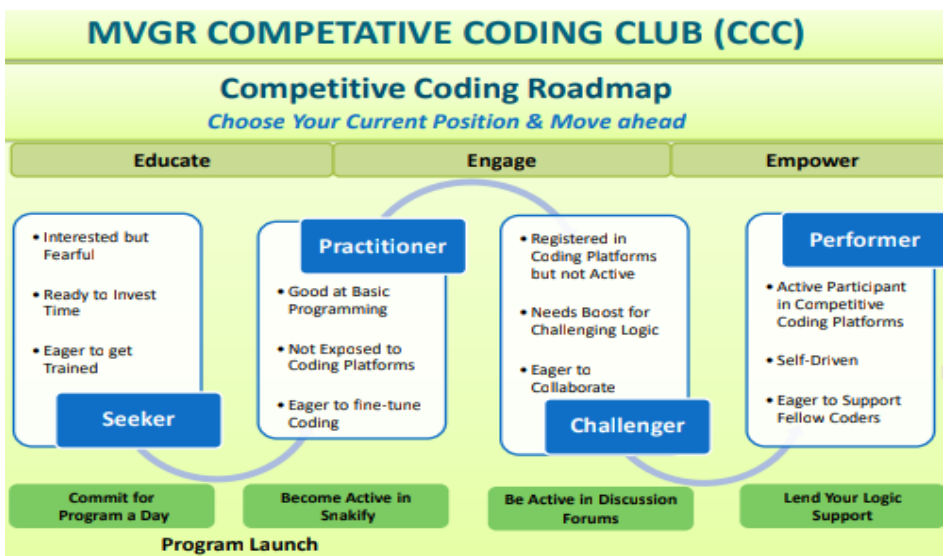 MVGR COMPETATIVE CODING CLUB (CCC)
Competitive Coding Roadmap
Choose Your Current Position & Move ahead
Educate
Engage
Empower
• Interested but
Fearful
• Ready to Invest
Time
• Eager to get
Trained
Seeker
Practitioner
• Good at Basic
Programming
• Not Exposed to
Coding Platforms
• Eager to fine-tune
Coding
• Registered in
Coding Platforms
but not Active
• Needs Boost for
Challenging Logic
• Eager to
Collaborate
Challenger
Performer
• Active Participant
in Competitive
Coding Platforms
• Self-Driven
• Eager to Support
Fellow Coders
Commit for
Program a Day
Become Active in
Snakify
Be Active in Discussion
Forums
Lend Your Logic
Support
Program Launch